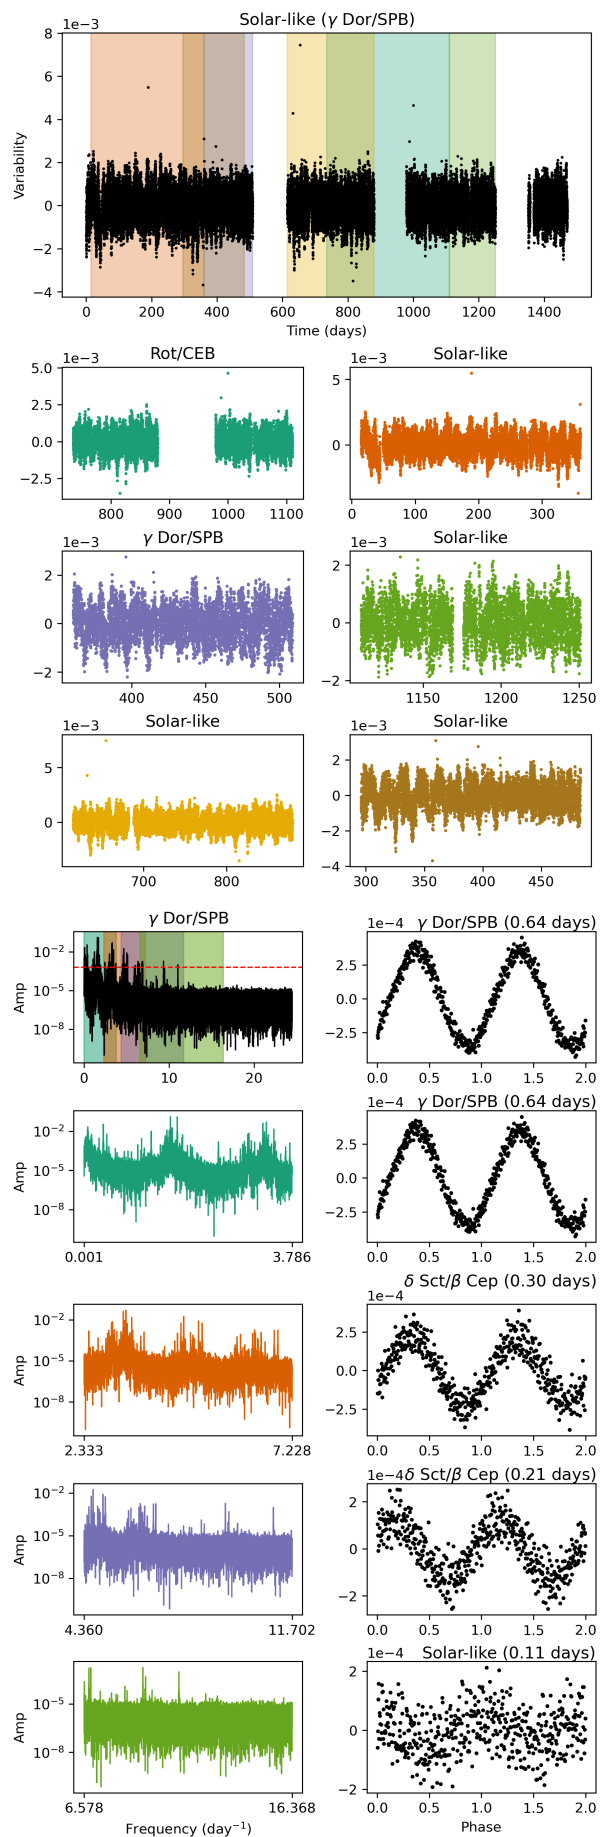 Solar-like (γ Dor/SPB)
1e−3
8
6
4
2
0
−2
−4
Variability
0 200 400 600 800 1000 1200 1400
Time (days)
Rot/CEB
1e−3
5.0
2.5
0.0
−2.5
800 900 1000 1100
Solar-like
1e−3
5
0
0 100 200 300
γ Dor/SPB
1e−3
2
0
−2
400 450 500
Solar-like
1e−3
2
0
−2
1150 1200 1250
Solar-like
1e−3
5
0
700 800
Solar-like
1e−3
2
0
−2
−4
300 350 400 450
γ Dor/SPB
10−2
10−5
10−8
Amp
0 10 20
1e−4 γ Dor/SPB (0.64 days)
2.5
0.0
−2.5
0.0 0.5 1.0 1.5 2.0
10−2
10−5
10−8
Amp
0.001 3.786
1e−4 γ Dor/SPB (0.64 days)
2.5
0.0
−2.5
0.0 0.5 1.0 1.5 2.0
10−2
10−5
10−8
Amp
2.333 7.228
δ Sct/β Cep (0.30 days)
1e−4
2.5
0.0
−2.5
0.0 0.5 1.0 1.5 2.0
10−2
10−5
10−8
Amp
4.360 11.702
1e−4 δ Sct/β Cep (0.21 days)
2
0
−2
0.0 0.5 1.0 1.5 2.0
10−5
10−8
Amp
6.578 16.368
Frequency (day−1)
Solar-like (0.11 days)
1e−4
2
0
−2
0.0 0.5 1.0 1.5 2.0
Phase